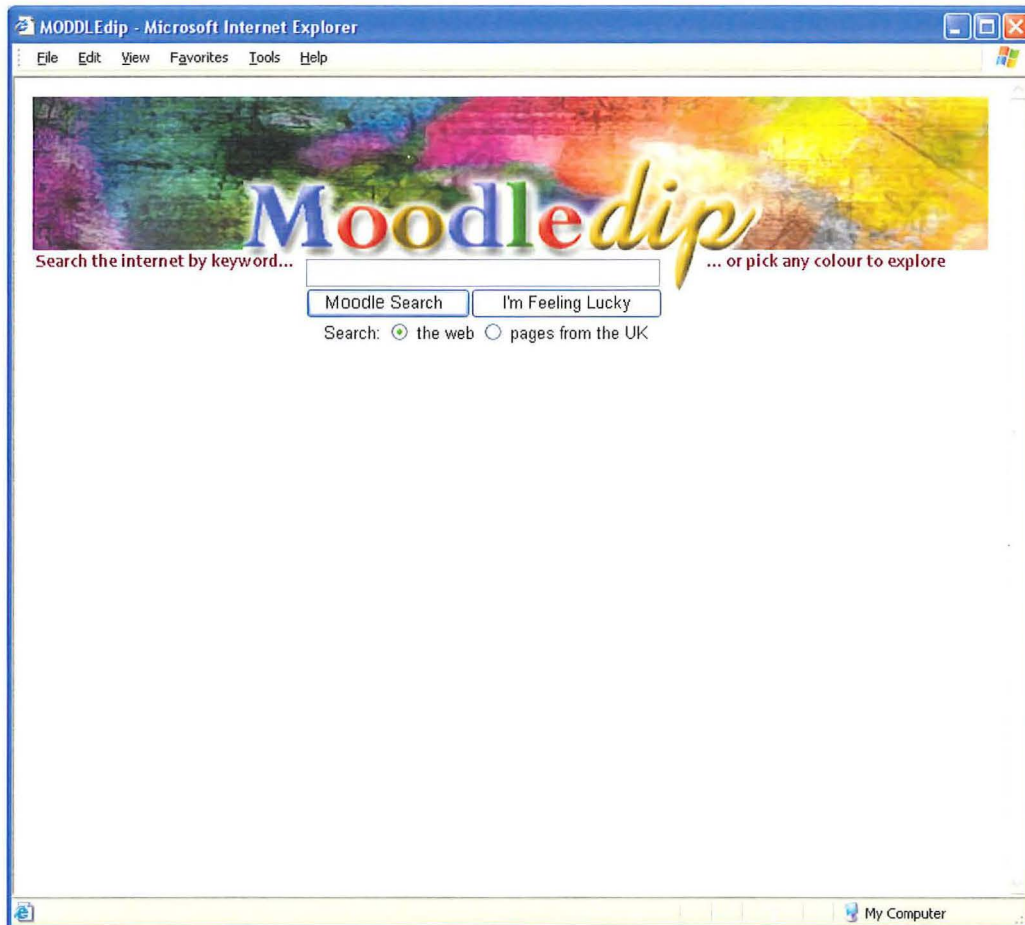 MODDLEdip - Microsoft Internet Explorer
File Edit View Favorites Tools Help
Moodledip
Search the internet by keyword... ... or pick any colour to explore
Moodle Search I'm Feeling Lucky
Search: the web pages from the UK
My Computer